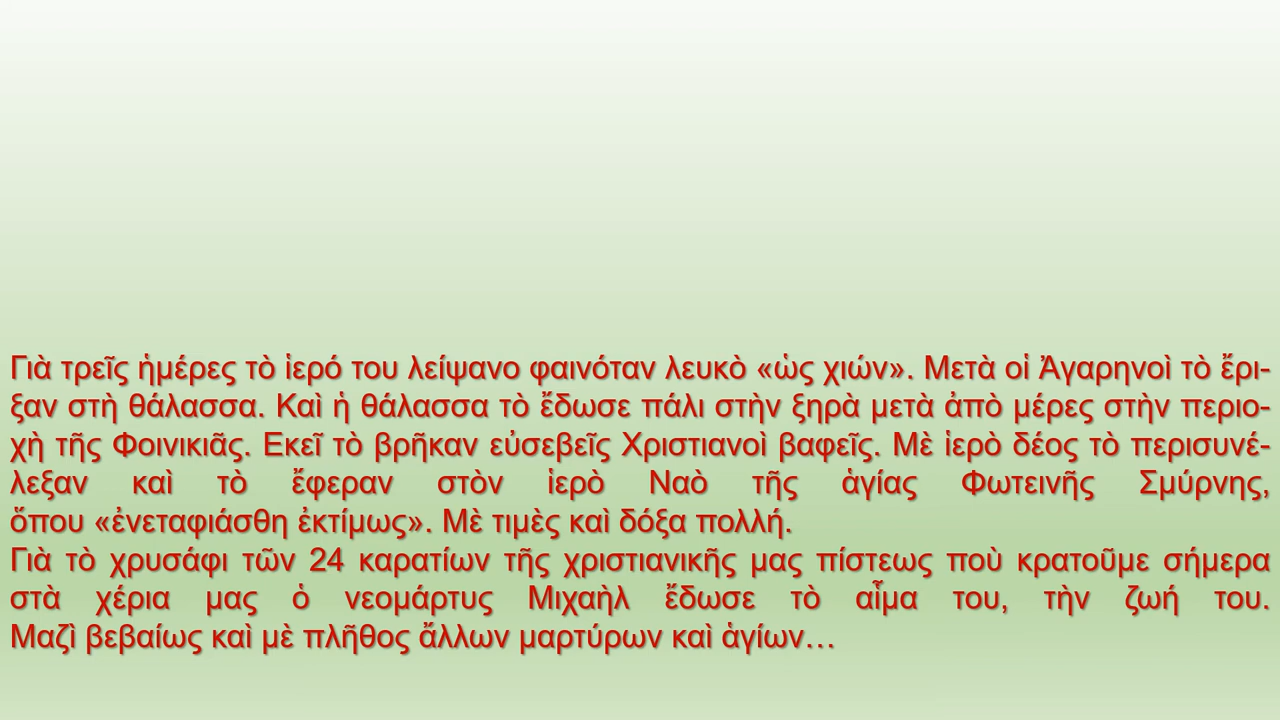 Γιὰ τρεῖς ἡμέρες τὸ ἱερό του λείψανο φαινόταν λευκὸ «ὡς χιών». Μετὰ οἱ Ἀγαρηνοὶ τὸ ἔρι-
ξαν στὴ θάλασσα. Καὶ ἡ θάλασσα τὸ ἔδωσε πάλι στὴν ξηρὰ μετὰ ἀπὸ μέρες στὴν περιο-
χὴ τῆς Φοινικιᾶς. Εκεῖ τὸ βρῆκαν εὐσεβεῖς Χριστιανοὶ βαφεῖς. Μὲ ἱερὸ δέος τὸ περισυνέ-
λεξαν καὶ τὸ ἔφεραν στὸν ἱερὸ Ναὸ τῆς ἁγίας Φωτεινῆς Σμύρνης,
ὅπου «ἐνεταφιάσθη ἐκτίμως». Μὲ τιμὲς καὶ δόξα πολλή.
Γιὰ τὸ χρυσάφι τῶν 24 καρατίων τῆς χριστιανικῆς μας πίστεως ποὺ κρατοῦμε σήμερα
στὰ χέρια μας ὁ νεομάρτυς Μιχαὴλ ἔδωσε τὸ αἷμα του, τὴν ζωή του.
Μαζὶ βεβαίως καὶ μὲ πλῆθος ἄλλων μαρτύρων καὶ ἁγίων…